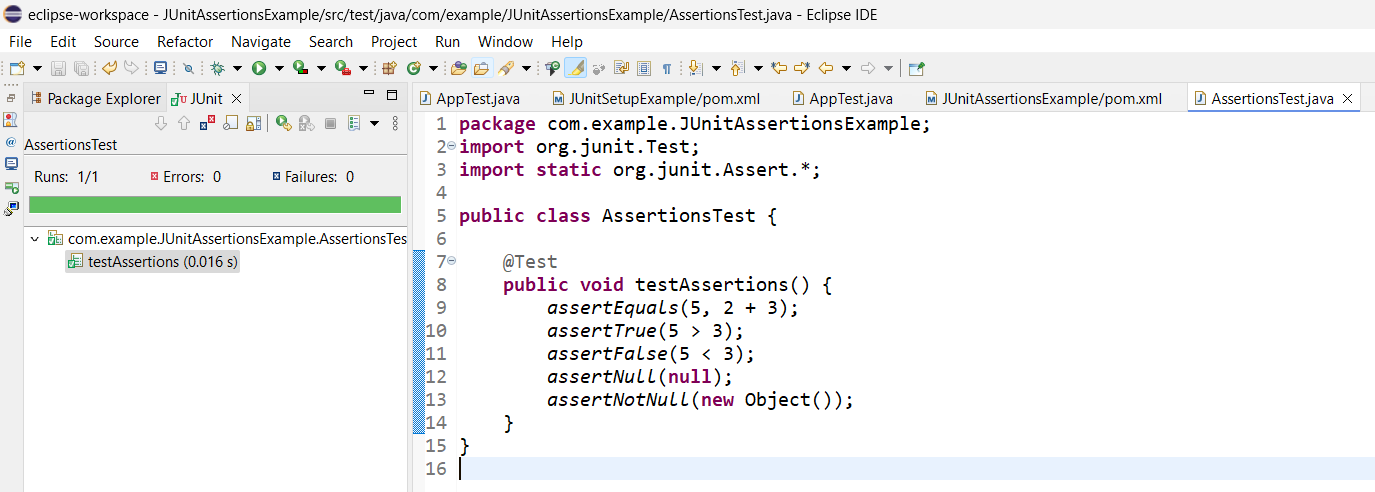 eclipse-workspace - JUnitAssertionsExample/src/test/java/com/example/JUnitAssertionsExample/AssertionsTest.java - Eclipse IDE
File Edit Source Refactor Navigate Search Project Run Window Help
Package Explorer JUnit
AssertionsTest
Runs: 1/1 Errors: 0 Failures: 0
com.example.JUnitAssertionsExample.AssertionsTes
testAssertions (0.016 s)
AppTest.java JUnitSetupExample/pom.xml AppTest.java JUnitAssertionsExample/pom.xml AssertionsTest.java
1 package com.example.JUnitAssertionsExample;
2 import org.junit.Test;
3 import static org.junit.Assert.*;
4
5 public class AssertionsTest {
6
7 @Test
8 public void testAssertions() {
9 assertEquals(5, 2 + 3);
10 assertTrue(5 > 3);
11 assertFalse(5 < 3);
12 assertNull(null);
13 assertNotNull(new Object());
14 }
15 }
16